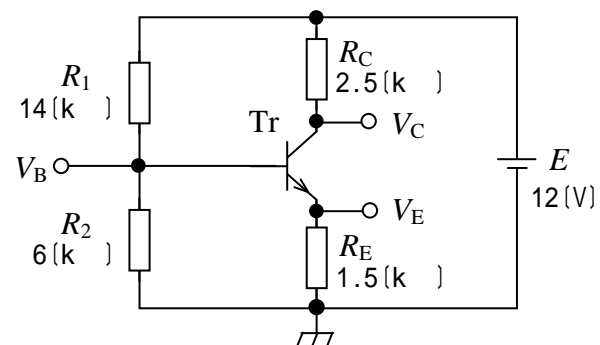 R1
14[k ]
RC
2.5[k ]
Tr
VC
VB
E
12[V]
R2
6[k ]
VE
RE
1.5[k ]